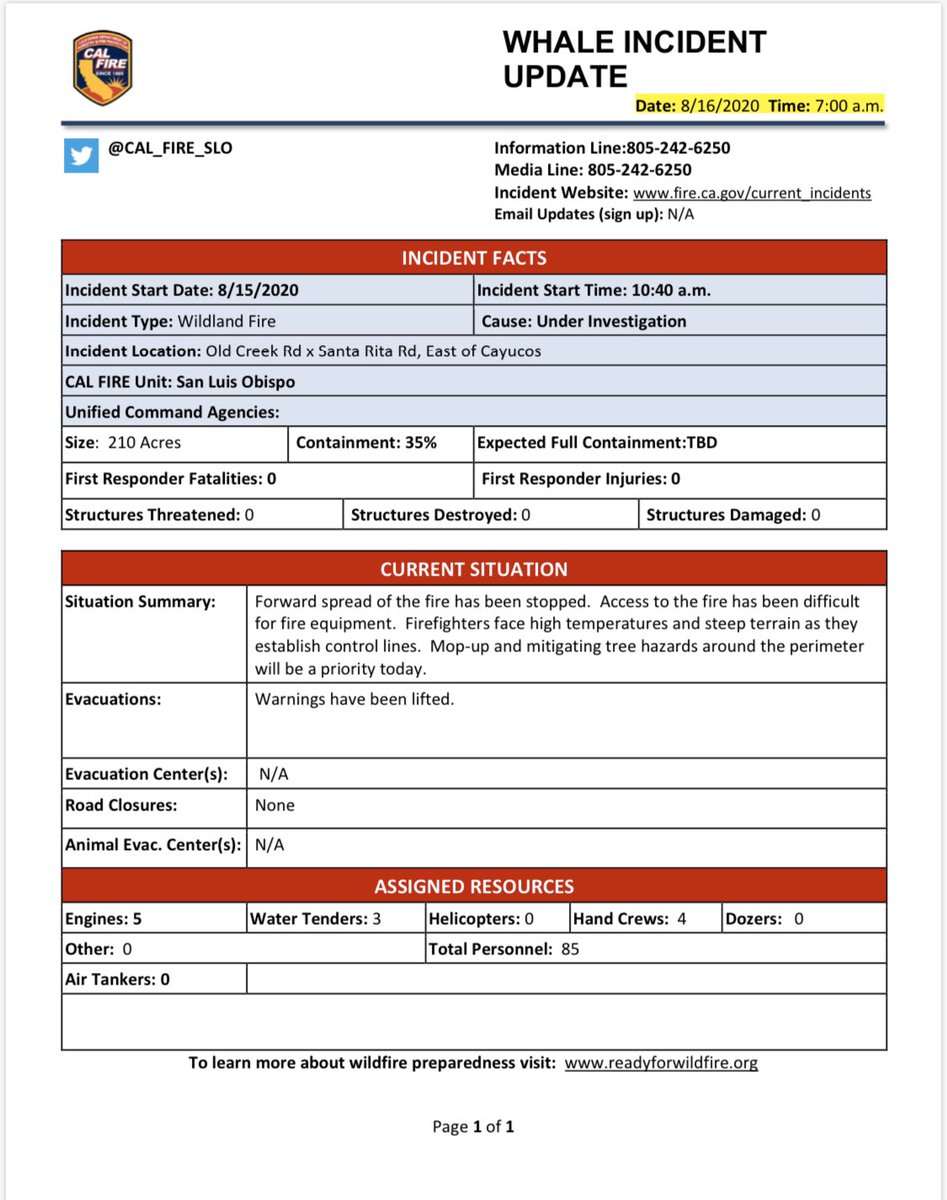 CAL
FIRE
SINCE 1885
WHALE INCIDENT
UPDATE
Date: 8/16/2020 Time: 7:00 a.m.
@CAL_FIRE_SLO
Information Line:805-242-6250
Media Line: 805-242-6250
Incident Website: www.fire.ca.gov/current_incidents
Email Updates (sign up): N/A
INCIDENT FACTS
Incident Start Date: 8/15/2020 Incident Start Time: 10:40 a.m.
Incident Type: Wildland Fire Cause: Under Investigation
Incident Location: Old Creek Rd x Santa Rita Rd, East of Cayucos
CAL FIRE Unit: San Luis Obispo
Unified Command Agencies:
Size: 210 Acres Containment: 35% Expected Full Containment:TBD
First Responder Fatalities: 0 First Responder Injuries: 0
Structures Threatened: 0 Structures Destroyed: 0 Structures Damaged: 0
CURRENT SITUATION
Situation Summary: Forward spread of the fire has been stopped. Access to the fire has been difficult
for fire equipment. Firefighters face high temperatures and steep terrain as they
establish control lines. Mop-up and mitigating tree hazards around the perimeter
will be a priority today.
Evacuations: Warnings have been lifted.
Evacuation Center(s): N/A
Road Closures: None
Animal Evac. Center(s): N/A
ASSIGNED RESOURCES
Engines: 5 Water Tenders: 3 Helicopters: 0 Hand Crews: 4 Dozers: 0
Other: 0 Total Personnel: 85
Air Tankers: 0
To learn more about wildfire preparedness visit: www.readyforwildfire.org
Page 1 of 1